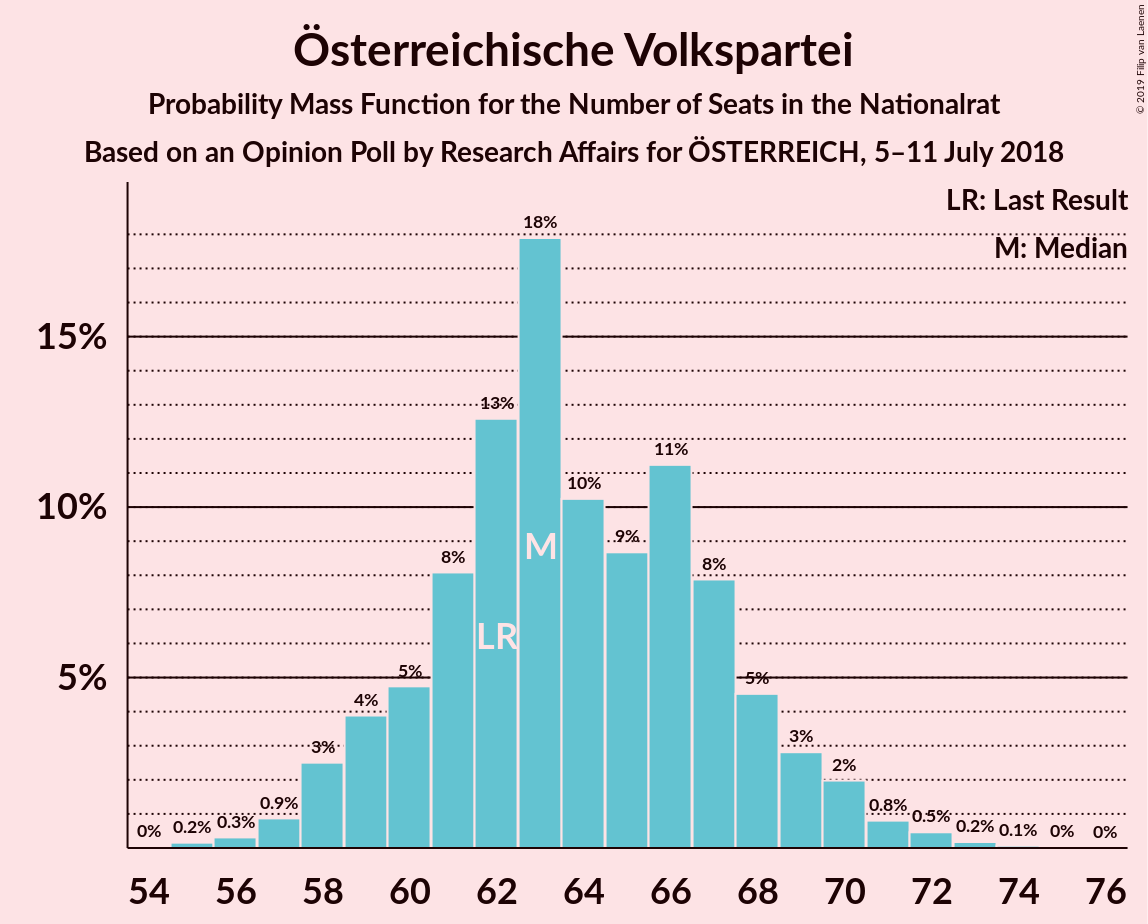 Österreichische Volkspartei
Probability Mass Function for the Number of Seats in the Nationalrat
Based on an Opinion Poll by Research Affairs for ÖSTERREICH, 5–11 July 2018
© 2019 Filip van Laenen
LR: Last Result
M: Median
15%
10%
5%
0%
0.2%
0.3%
0.9%
3%
4%
5%
8%
13%
18%
10%
9%
11%
8%
5%
3%
2%
0.8%
0.5%
0.2%
0.1%
0%
0%
LR
M
54 56 58 60 62 64 66 68 70 72 74 76